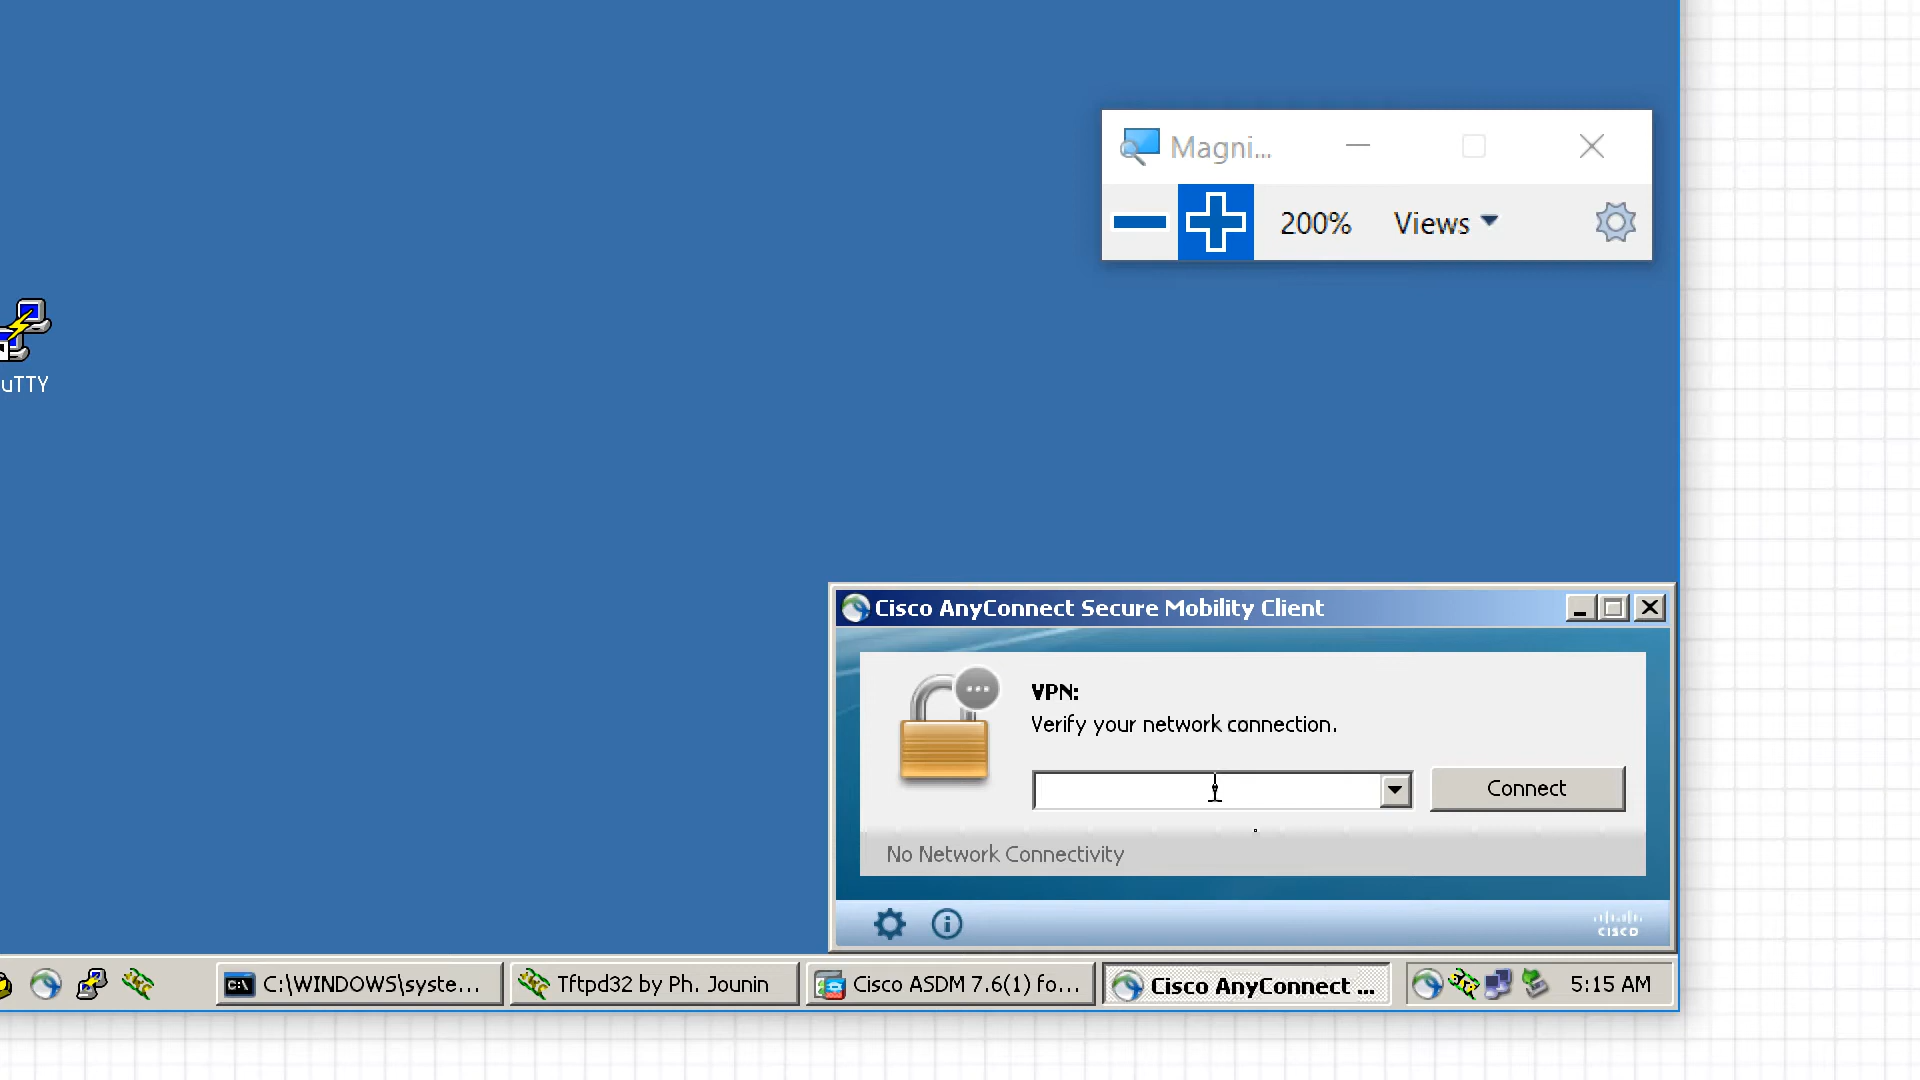 Magni...
200%
Views
uTTY
Cisco AnyConnect Secure Mobility Client
VPN:
Verify your network connection.
Connect
No Network Connectivity
CISCO
C:\WINDOWS\syste...
Tftpd32 by Ph. Jounin
Cisco ASDM 7.6(1) fo...
Cisco AnyConnect ...
5:15 AM